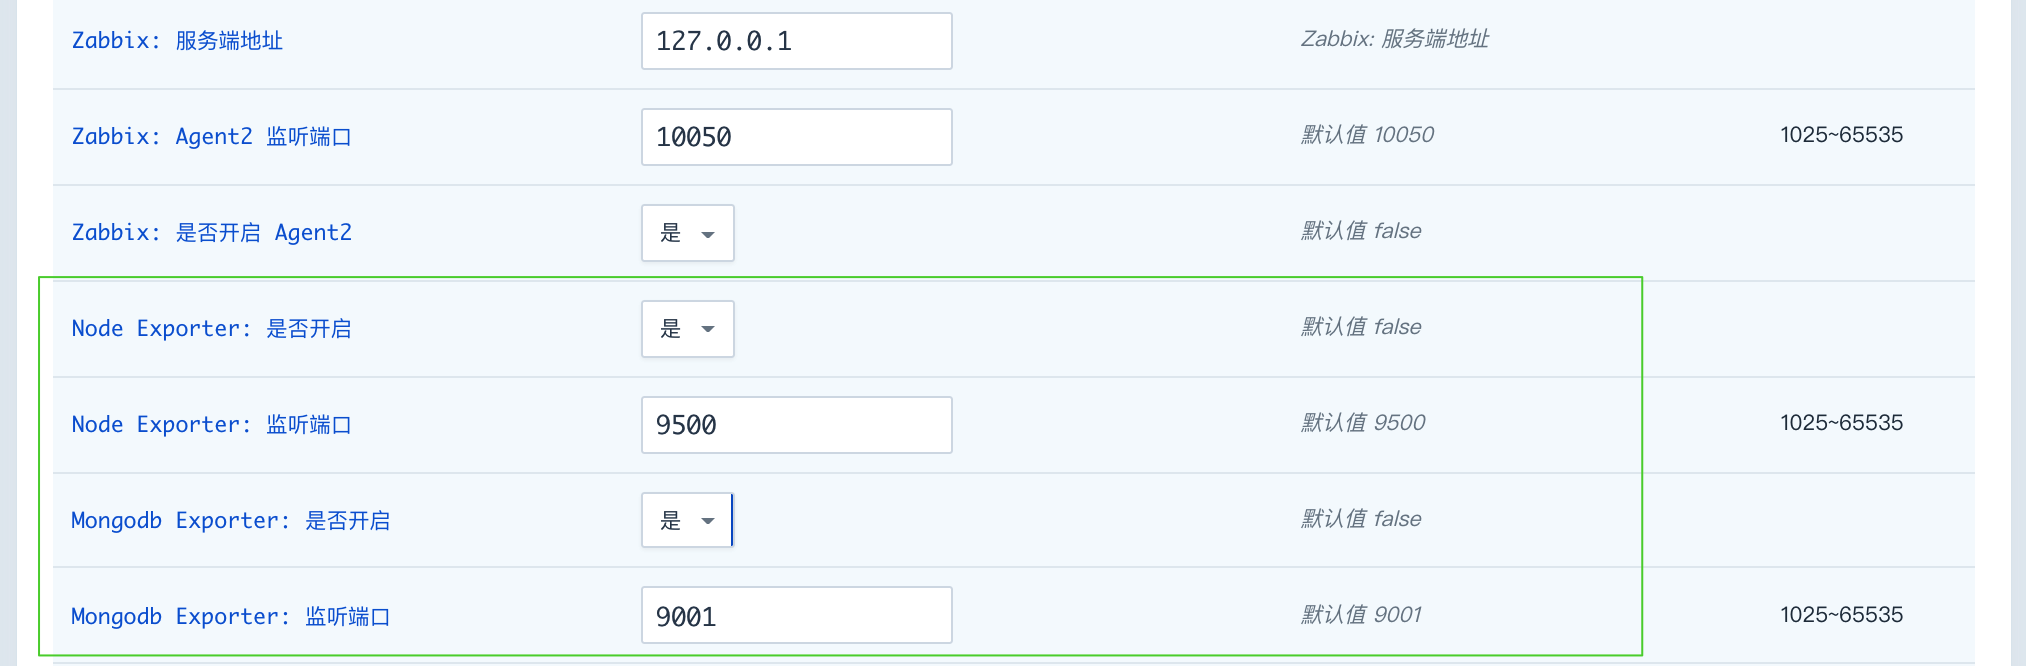 Zabbix: 服务端地址 127.0.0.1 Zabbix: 服务端地址
Zabbix: Agent2 监听端口 10050 默认值 10050 1025~65535
Zabbix: 是否开启 Agent2 是 默认值 false
Node Exporter: 是否开启 是 默认值 false
Node Exporter: 监听端口 9500 默认值 9500 1025~65535
Mongodb Exporter: 是否开启 是 默认值 false
Mongodb Exporter: 监听端口 9001 默认值 9001 1025~65535